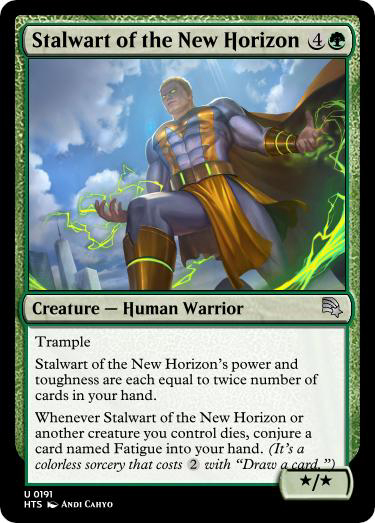 Stalwart of the New Horizon 4
Creature — Human Warrior
Trample
Stalwart of the New Horizon's power and
toughness are each equal to twice number of
cards in your hand.
Whenever Stalwart of the New Horizon or
another creature you control dies, conjure a
card named Fatigue into your hand. (It's a
colorless sorcery that costs 2 with “Draw a card.”)
★/★
U 0191
HTS Andi Cahyo